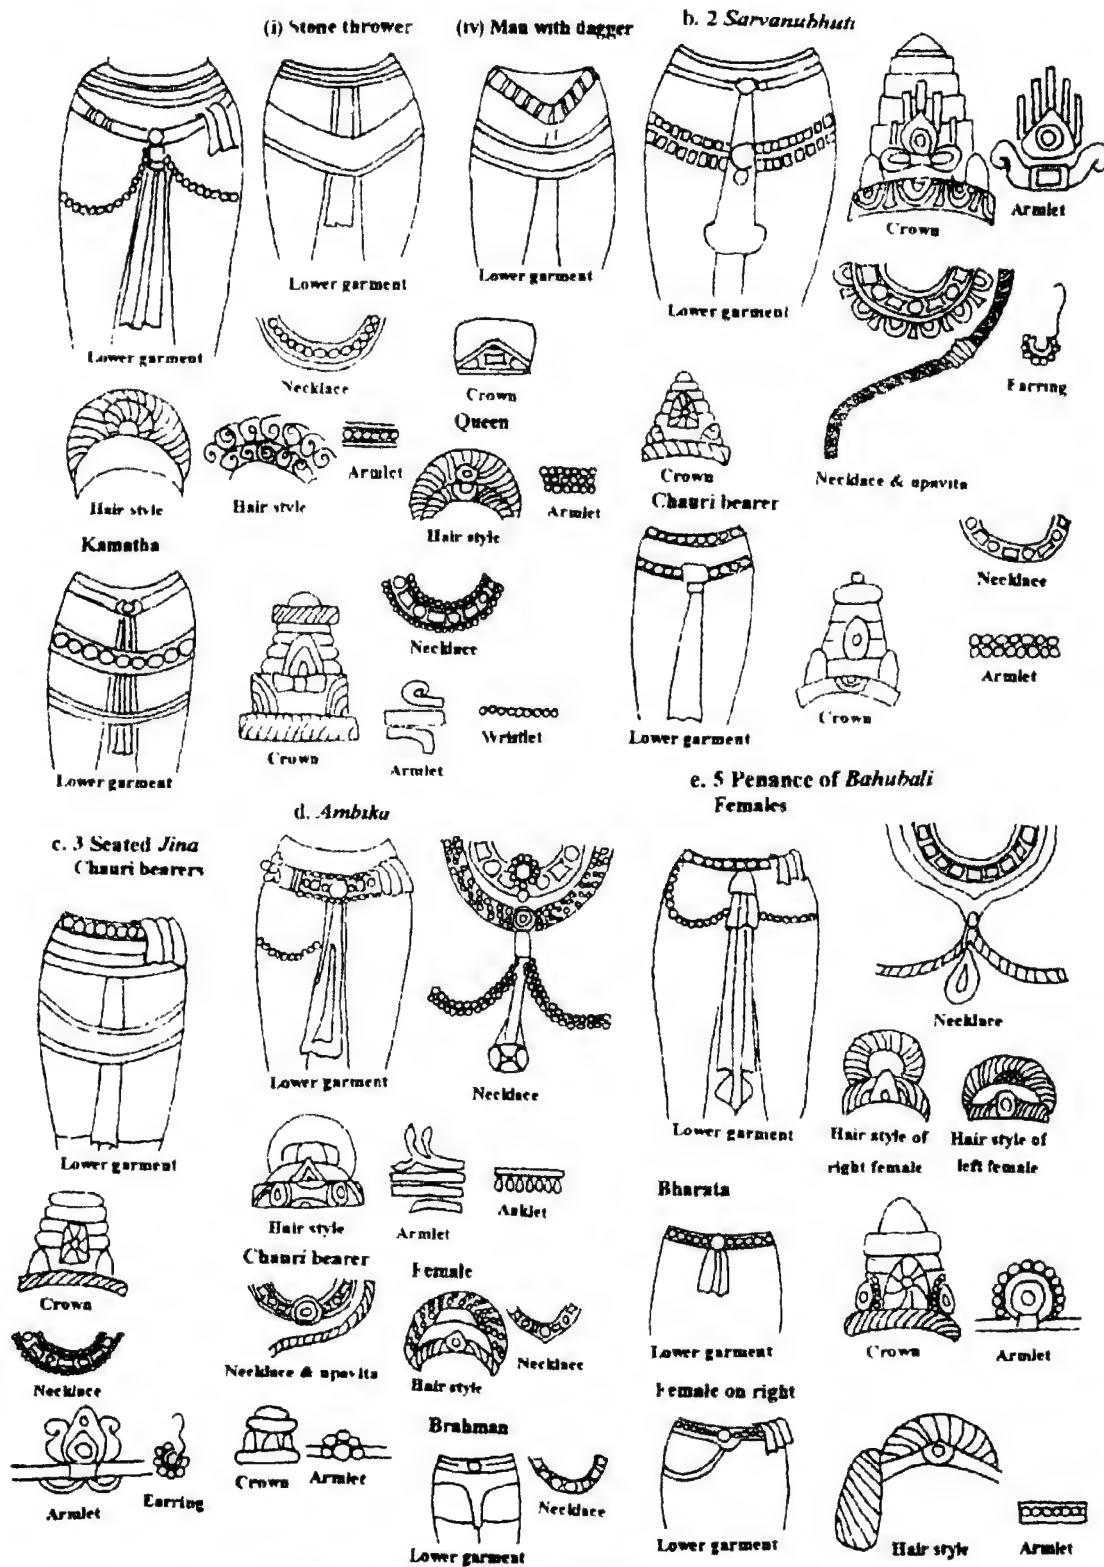 (i) Stone thrower
(iv) Man with dagger
b. 2 Sarvanubhuti
Lower garment
Lower garment
Lower garment
Lower garment
Crown
Armlet
Necklace
Crown
Queen
Earring
Hair style
Kamatha
Hair style
Armlet
Hair style
Armlet
Crown
Chauri bearer
Necklace & upavita
Necklace
Necklace
Armlet
Lower garment
Crown
Armlet
Wristlet
Lower garment
Crown
c. 3 Seated Jina
Chauri bearers
d. Ambika
e. 5 Penance of Bahubali
Females
Lower garment
Lower garment
Necklace
Lower garment
Necklace
Hair style of
right female
Hair style of
left female
Crown
Necklace
Armlet
Earring
Hair style
Armlet
Anklet
Chauri bearer
Necklace & upavita
Crown
Armlet
Female
Hair style
Necklace
Brahman
Lower garment
Necklace
Bharata
Lower garment
Crown
Armlet
Female on right
Lower garment
Hair style
Armlet